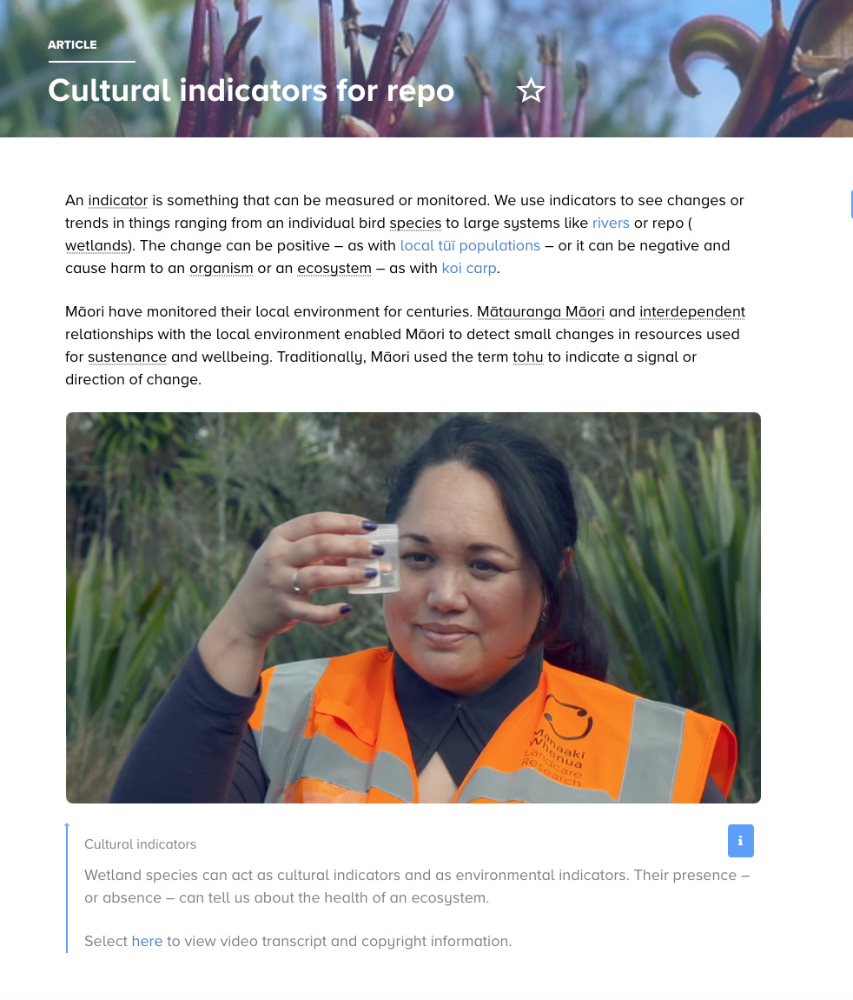 ARTICLE
Cultural indicators for repo
An indicator is something that can be measured or monitored. We use indicators to see changes or
trends in things ranging from an individual bird species to large systems like rivers or repo (
wetlands). The change can be positive – as with local tūī populations – or it can be negative and
cause harm to an organism or an ecosystem – as with koi carp.
Māori have monitored their local environment for centuries. Mātauranga Māori and interdependent
relationships with the local environment enabled Māori to detect small changes in resources used
for sustenance and wellbeing. Traditionally, Māori used the term tohu to indicate a signal or
direction of change.
Manaaki
Whenua
Landcare
Research
Cultural indicators
i
Wetland species can act as cultural indicators and as environmental indicators. Their presence –
or absence – can tell us about the health of an ecosystem.
Select here to view video transcript and copyright information.